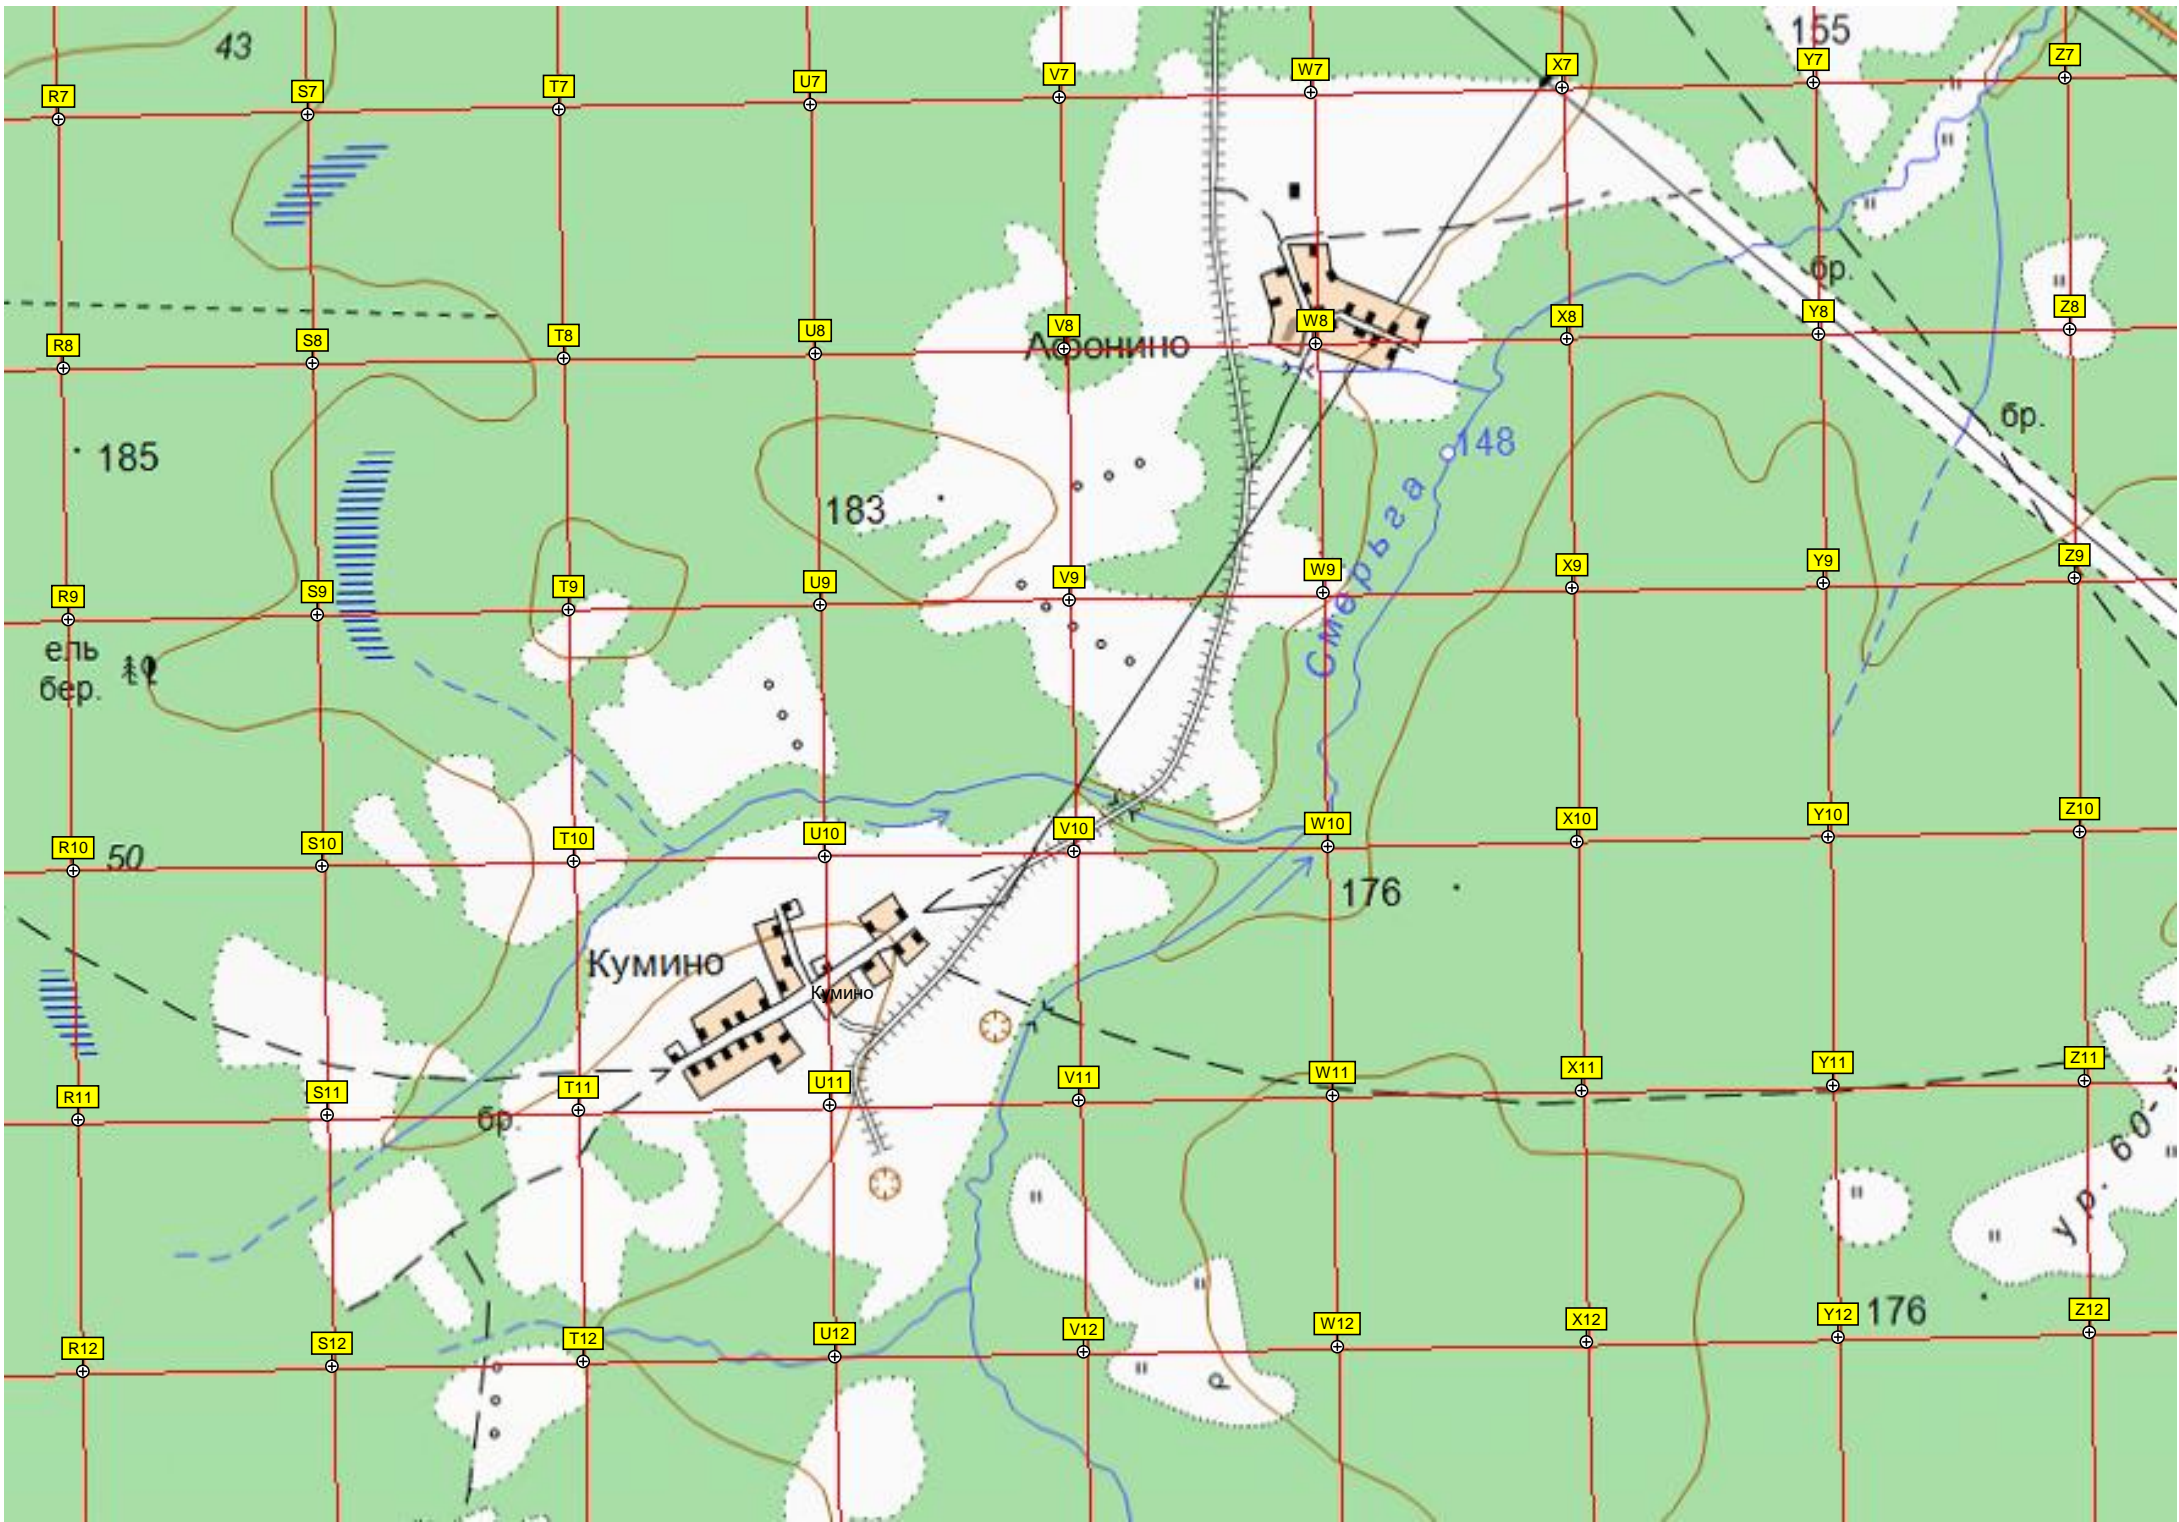 43
155
R7
S7
T7
U7
V7
W7
X7
Y7
Z7
бр.
R8
S8
T8
U8
V8
W8
X8
Y8
Z8
Афонино
185
183
148
бр.
Смерьга
R9
S9
T9
U9
V9
W9
X9
Y9
Z9
ель
бер.
R10
50
S10
T10
U10
V10
W10
X10
Y10
Z10
176
Кумино
Кумино
R11
S11
T11
U11
V11
W11
X11
Y11
Z11
бр.
ур. 60-
176
R12
S12
T12
U12
V12
W12
X12
Y12
Z12